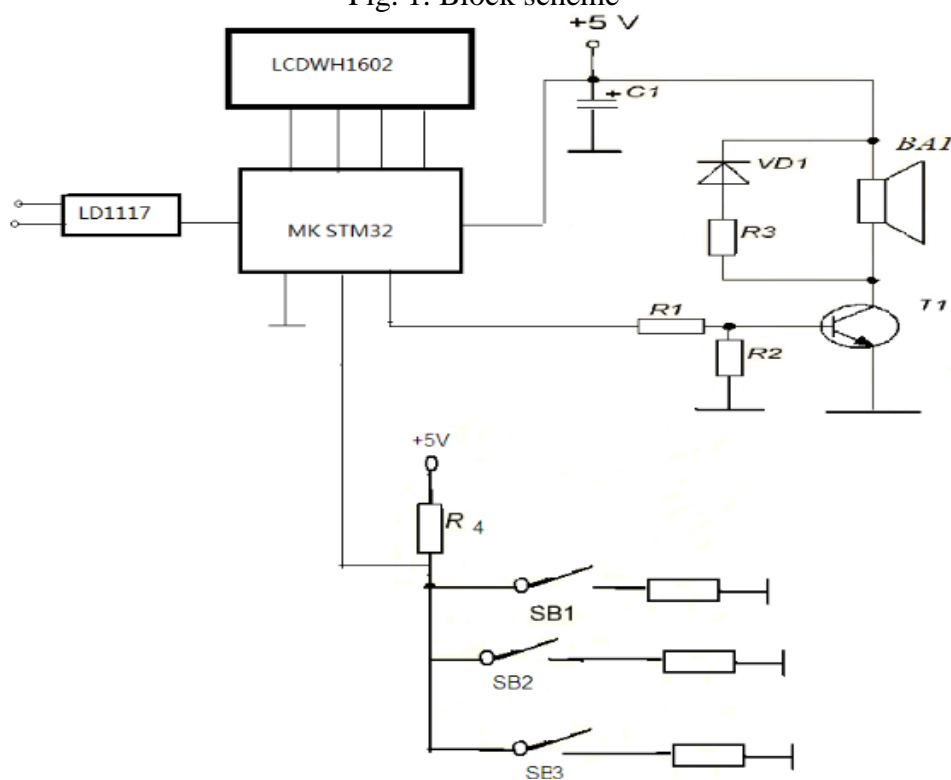 Fig. 1. Block scheme
+5 V
LCDWH1602
+ C1
BA1
VD1
LD1117
MK STM32
R3
T1
R1
R2
+5V
R 4
SB1
SB2
SB3